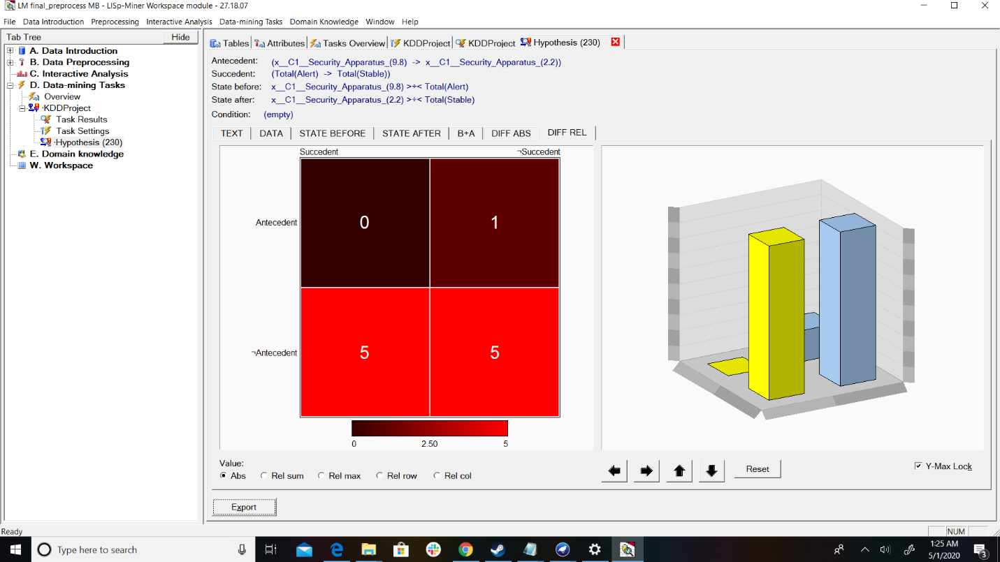 LM final_preprocess MB - LISp-Miner Workspace module - 27.18.07
File Data Introduction Preprocessing Interactive Analysis Data-mining Tasks Domain Knowledge Window Help
Tab Tree Hide
A. Data Introduction
B. Data Preprocessing
C. Interactive Analysis
D. Data-mining Tasks
Overview
·KDDProject
Task Results
Task Settings
·Hypothesis (230)
E. Domain knowledge
W. Workspace
Tables Attributes Tasks Overview KDDProject KDDProject Hypothesis (230)
Antecedent: (x__C1__Security_Apparatus_(9.8) -> x__C1__Security_Apparatus_(2.2))
Succedent: (Total(Alert) -> Total(Stable))
State before: x__C1__Security_Apparatus_(9.8) >÷< Total(Alert)
State after: x__C1__Security_Apparatus_(2.2) >÷< Total(Stable)
Condition: (empty)
TEXT DATA STATE BEFORE STATE AFTER B+A DIFF ABS DIFF REL
Succedent ¬Succedent
Antecedent 0 1
¬Antecedent 5 5
0 2.50 5
Value:
Abs Rel sum Rel max Rel row Rel col
Reset
Y-Max Lock
Export
Ready NUM
Type here to search
1:25 AM
5/1/2020
3